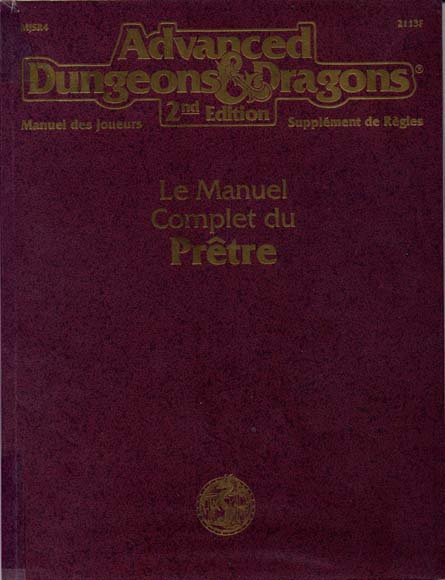 MJSR4 2113F
Advanced
Dungeons & Dragons®
2nd Edition
Manuel des Joueurs Supplément de Règles
Le Manuel
Complet du
Prêtre